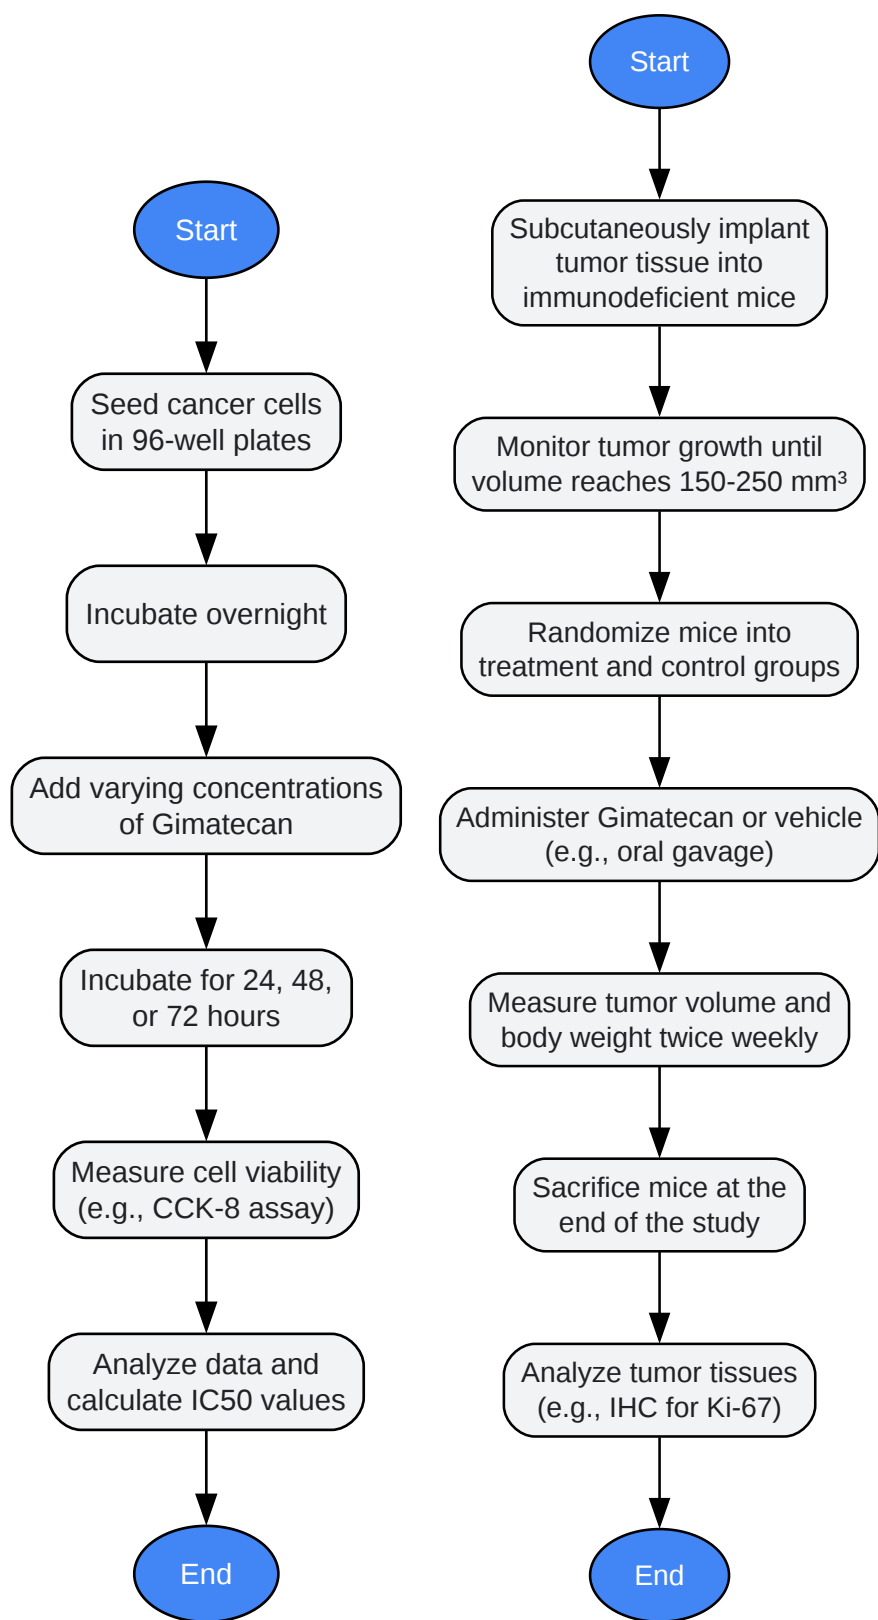 Start
Seed cancer cells
in 96-well plates
Incubate overnight
Add varying concentrations
of Gimatecan
Incubate for 24, 48,
or 72 hours
Measure cell viability
(e.g., CCK-8 assay)
Analyze data and
calculate IC50 values
End
Start
Subcutaneously implant
tumor tissue into
immunodeficient mice
Monitor tumor growth until
volume reaches 150-250 mm³
Randomize mice into
treatment and control groups
Administer Gimatecan or vehicle
(e.g., oral gavage)
Measure tumor volume and
body weight twice weekly
Sacrifice mice at the
end of the study
Analyze tumor tissues
(e.g., IHC for Ki-67)
End